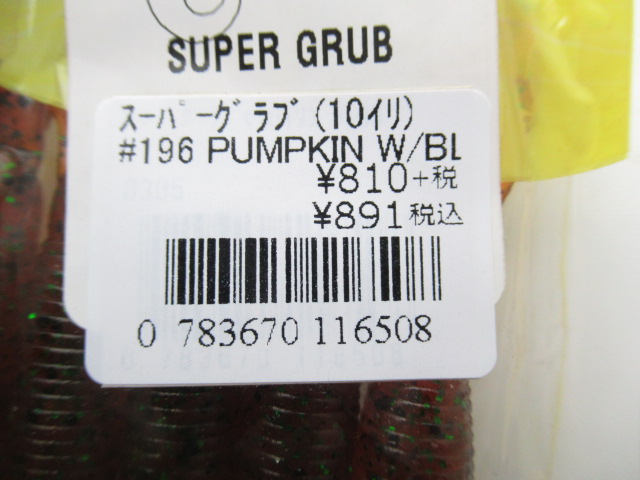 SUPER GRUB
スーパーグラブ(10イリ)
#196 PUMPKIN W/BL
¥810+税
¥891税込
0 783670 116508